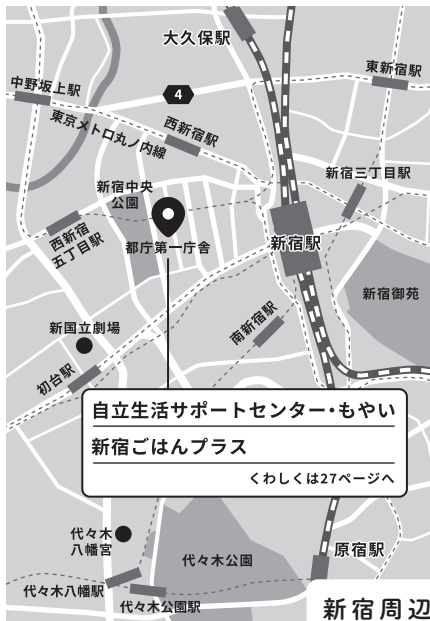 大久保駅
東新宿駅
中野坂上駅
4
東京メトロ丸ノ内線
西新宿駅
新宿三丁目駅
新宿中央
公園
西新宿
五丁目駅
都庁第一庁舎
新宿駅
新宿御苑
南新宿駅
新国立劇場
初台駅
自立生活サポートセンター・もやい
新宿ごはんプラス
くわしくは27ページへ
代々木
八幡宮
代々木公園
原宿駅
代々木八幡駅
代々木公園駅
新宿周辺